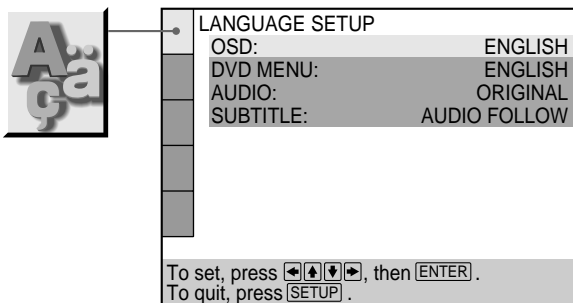 Aäç
LANGUAGE SETUP
OSD: ENGLISH
DVD MENU: ENGLISH
AUDIO: ORIGINAL
SUBTITLE: AUDIO FOLLOW
To set, press ←↑↓→, then ENTER .
To quit, press SETUP .